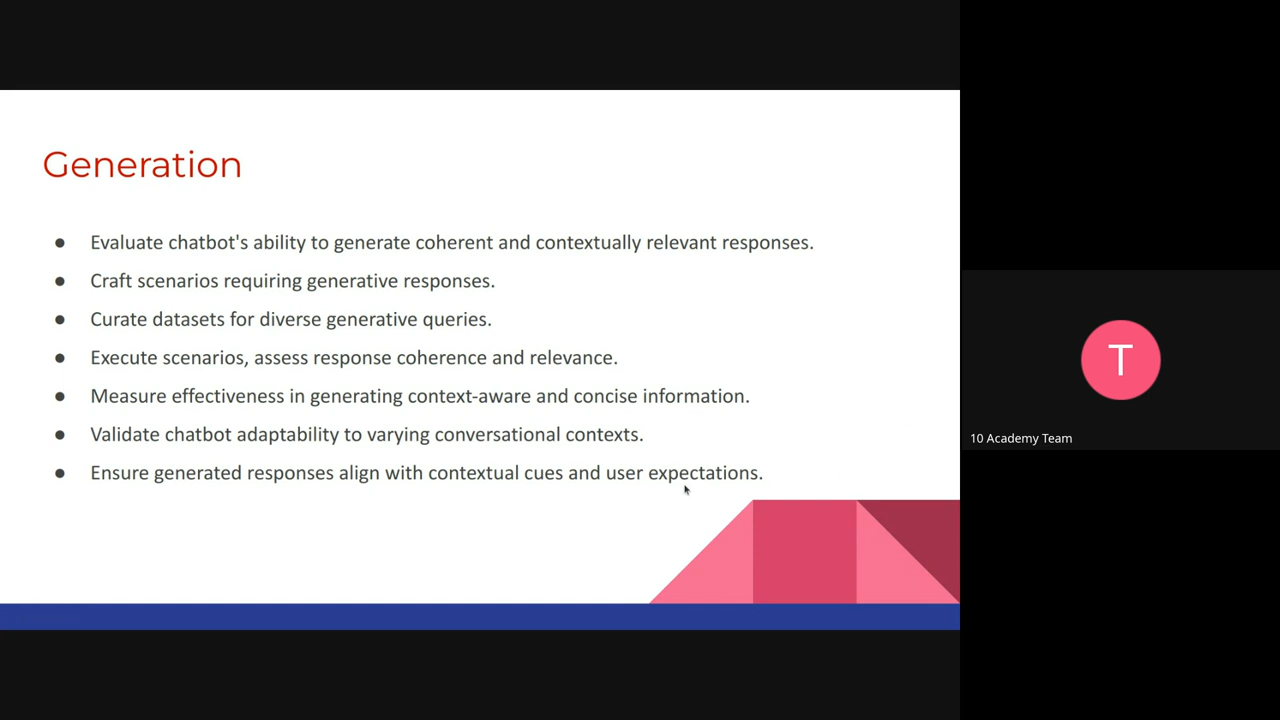 Generation
● Evaluate chatbot's ability to generate coherent and contextually relevant responses.
● Craft scenarios requiring generative responses.
● Curate datasets for diverse generative queries.
● Execute scenarios, assess response coherence and relevance.
● Measure effectiveness in generating context-aware and concise information.
● Validate chatbot adaptability to varying conversational contexts.
● Ensure generated responses align with contextual cues and user expectations.
T
10 Academy Team